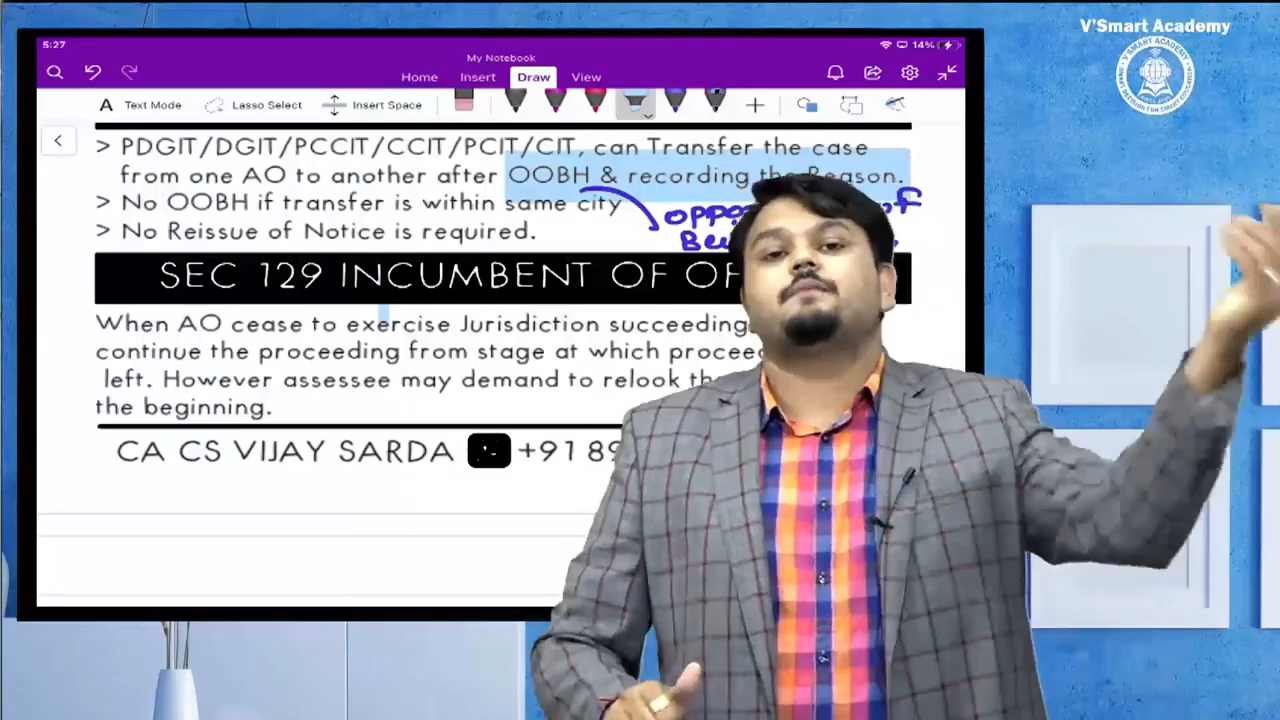 V'Smart Academy
V'SMART ACADEMY
5:27
14%
My Notebook
Home Insert Draw View
Text Mode Lasso Select Insert Space
> PDGIT/DGIT/PCCIT/CCIT/PCIT/CIT, can Transfer the case
from one AO to another after OOBH & recording the Reason.
> No OOBH if transfer is within same city
of
> No Reissue of Notice is required.
SEC 129 INCUMBENT OF
When AO cease to exercise Jurisdiction succeeding
continue the proceeding from stage at which
left. However assessee may demand to relook
the beginning.
CA CS VIJAY SARDA +91 89